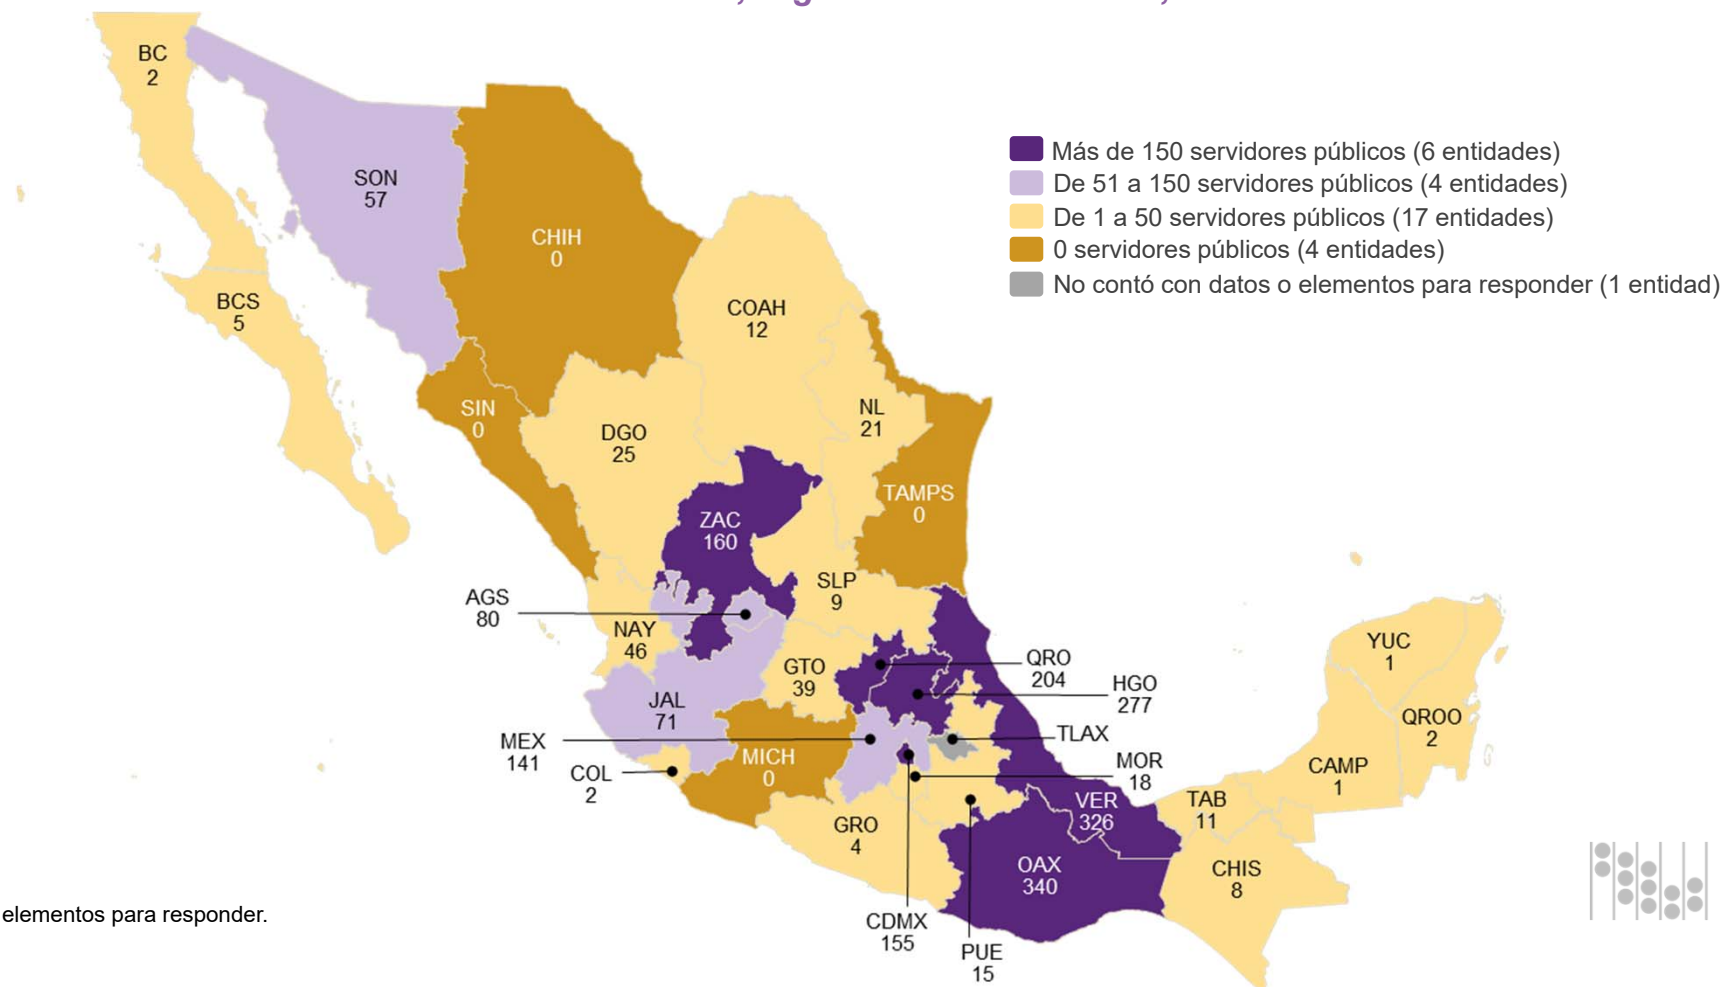 BC
2
SON
57
Más de 150 servidores públicos (6 entidades)
De 51 a 150 servidores públicos (4 entidades)
De 1 a 50 servidores públicos (17 entidades)
0 servidores públicos (4 entidades)
No contó con datos o elementos para responder (1 entidad)
CHIH
0
BCS
5
COAH
12
SIN
0
NL
21
DGO
25
TAMPS
0
ZAC
160
SLP
9
AGS
80
NAY
46
YUC
1
GTO
39
QRO
204
HGO
277
JAL
71
QROO
2
MEX
141
TLAX
COL
2
MICH
0
MOR
18
CAMP
1
VER
326
TAB
11
GRO
4
OAX
340
CHIS
8
elementos para responder.
CDMX
155
PUE
15